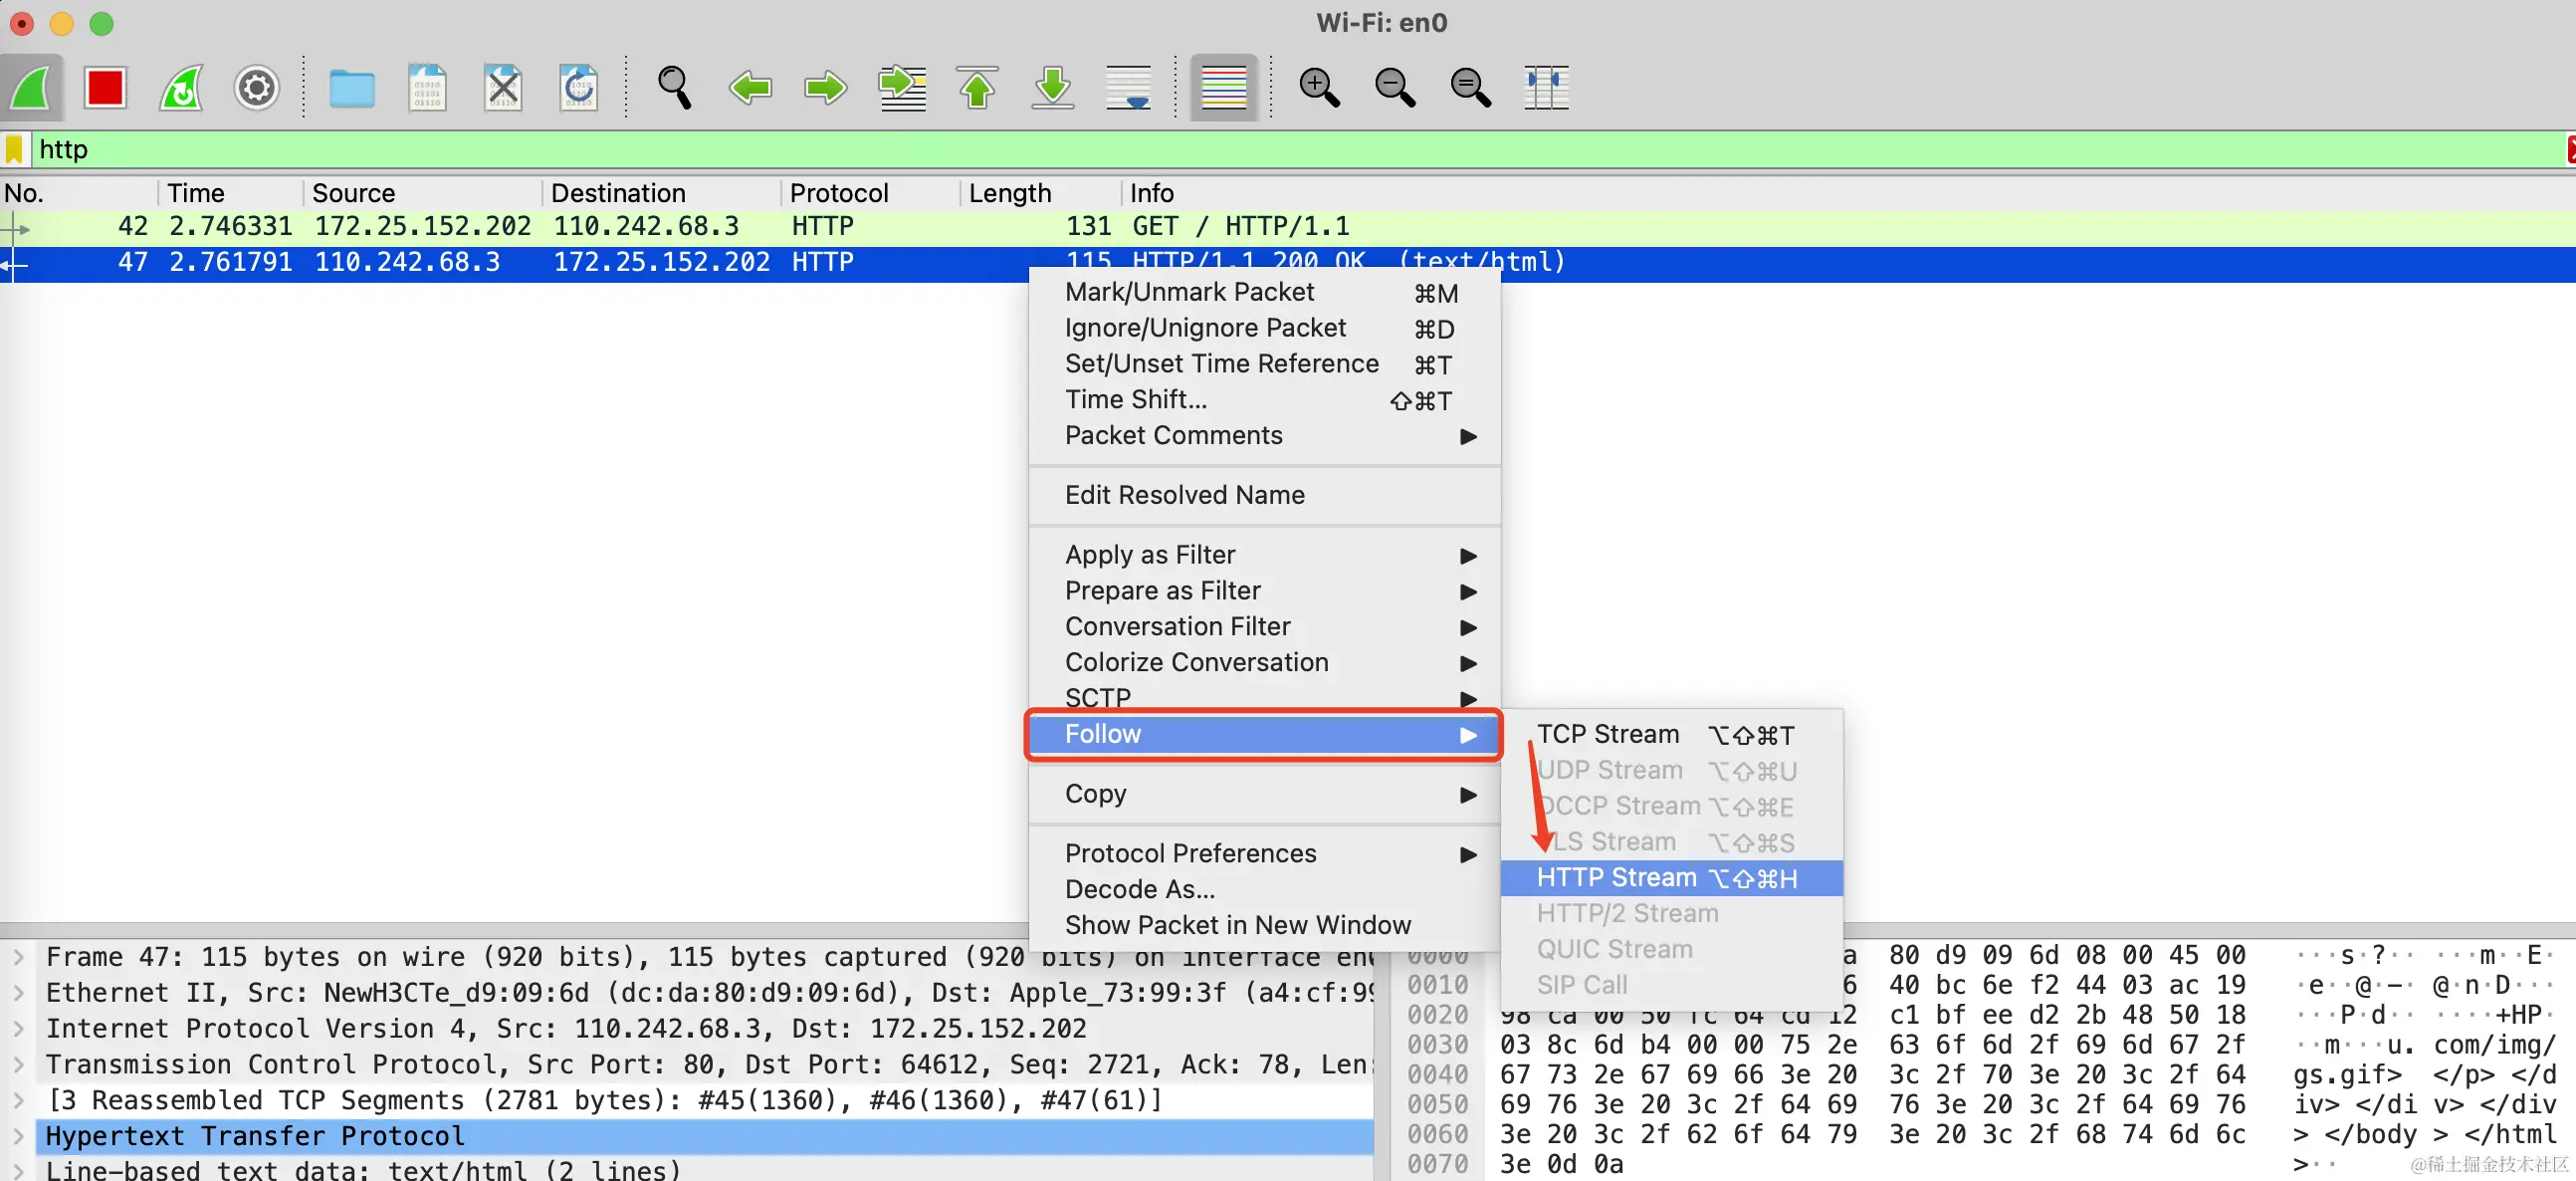 Wi-Fi: en0
http
No. Time Source Destination Protocol Length Info
42 2.746331 172.25.152.202 110.242.68.3 HTTP 131 GET / HTTP/1.1
47 2.761791 110.242.68.3 172.25.152.202 HTTP 115 HTTP/1.1 200 OK (text/html)
Mark/Unmark Packet ⌘M
Ignore/Unignore Packet ⌘D
Set/Unset Time Reference ⌘T
Time Shift... ⇧⌘T
Packet Comments
Edit Resolved Name
Apply as Filter
Prepare as Filter
Conversation Filter
Colorize Conversation
SCTP
Follow
Copy
Protocol Preferences
Decode As...
Show Packet in New Window
TCP Stream ⌥⇧⌘T
UDP Stream ⌥⇧⌘U
DCCP Stream ⌥⇧⌘E
LS Stream ⌥⇧⌘S
HTTP Stream ⌥⇧⌘H
HTTP/2 Stream
QUIC Stream
SIP Call
Frame 47: 115 bytes on wire (920 bits), 115 bytes captured (920 bits) on interface en0
Ethernet II, Src: NewH3CTe_d9:09:6d (dc:da:80:d9:09:6d), Dst: Apple_73:99:3f (a4:cf:99
Internet Protocol Version 4, Src: 110.242.68.3, Dst: 172.25.152.202
Transmission Control Protocol, Src Port: 80, Dst Port: 64612, Seq: 2721, Ack: 78, Len:
[3 Reassembled TCP Segments (2781 bytes): #45(1360), #46(1360), #47(61)]
Hypertext Transfer Protocol
Line-based text data: text/html (2 lines)
0000 a 80 d9 09 6d 08 00 45 00 ···s·?·· ···m··E·
0010 6 40 bc 6e f2 44 03 ac 19 ·e··@·–· @·n·D···
0020 98 ca 00 50 fc 64 cd 12 c1 bf ee d2 2b 48 50 18 ···P·d·· ····+HP·
0030 03 8c 6d b4 00 00 75 2e 63 6f 6d 2f 69 6d 67 2f ··m···u. com/img/
0040 67 73 2e 67 69 66 3e 20 3c 2f 70 3e 20 3c 2f 64 gs.gif> </p> </d
0050 69 76 3e 20 3c 2f 64 69 76 3e 20 3c 2f 64 69 76 iv> </di v> </div
0060 3e 20 3c 2f 62 6f 64 79 3e 20 3c 2f 68 74 6d 6c > </body > </html
0070 3e 0d 0a >··
@稀土掘金技术社区